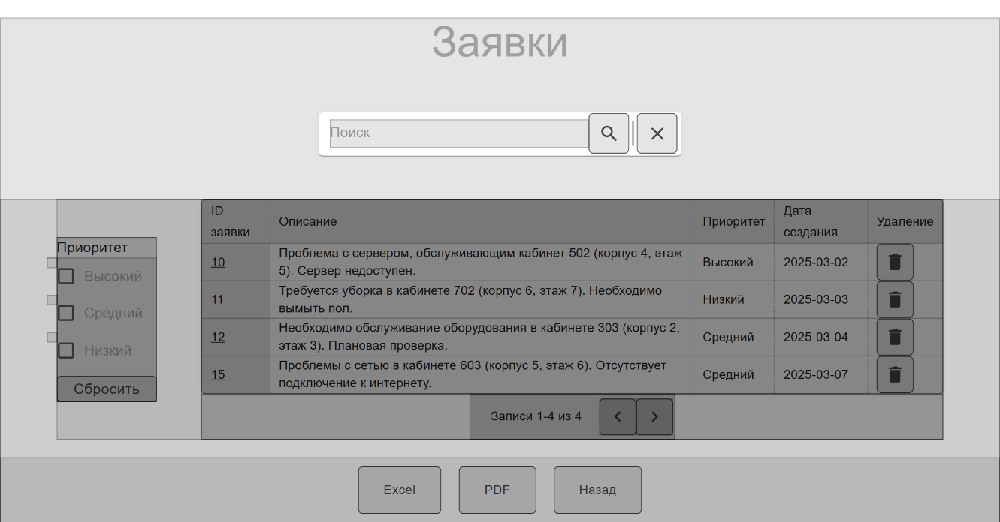 Заявки
Поиск
Приоритет
Высокий
Средний
Низкий
Сбросить
ID заявки Описание Приоритет Дата создания Удаление
10 Проблема с сервером, обслуживающим кабинет 502 (корпус 4, этаж 5). Сервер недоступен. Высокий 2025-03-02
11 Требуется уборка в кабинете 702 (корпус 6, этаж 7). Необходимо вымыть пол. Низкий 2025-03-03
12 Необходимо обслуживание оборудования в кабинете 303 (корпус 2, этаж 3). Плановая проверка. Средний 2025-03-04
15 Проблемы с сетью в кабинете 603 (корпус 5, этаж 6). Отсутствует подключение к интернету. Средний 2025-03-07
Записи 1-4 из 4
Excel PDF Назад